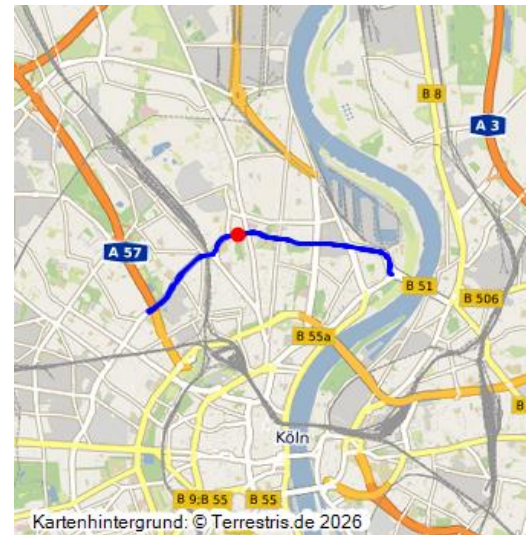 B 8
A 3
A 57
B 51
B 506
B 55a
Köln
B
B 9;B 55
B 55
Kartenhintergrund: © Terrestris.de 2026